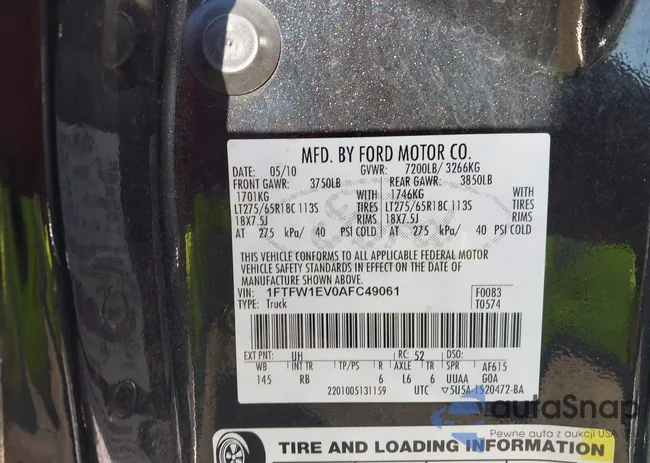 MFD. BY FORD MOTOR CO.
DATE: 05/10 GVWR: 7200LB/ 3266KG
FRONT GAWR: 3750LB REAR GAWR: 3850LB
1701KG WITH 1746KG WITH
LT275/65R18C 113S TIRES LT275/65R18C 113S TIRES
18X7.5J RIMS 18X7.5J RIMS
AT 275 kPa/ 40 PSI COLD AT 275 kPa/ 40 PSI COLD
THIS VEHICLE CONFORMS TO ALL APPLICABLE FEDERAL MOTOR
VEHICLE SAFETY STANDARDS IN EFFECT ON THE DATE OF
MANUFACTURE SHOWN ABOVE.
VIN: 1FTFW1EV0AFC49061 F0083
TYPE: Truck T0574
EXT PNT: UH RC: 52 DSO:
WB INT TR TP/PS R AXLE TR SPR AF615
145 RB 6 L6 6 UUAA G0A
2201005131159 UTC ▽5U5A-1520472-BA
autaSnap
Pewne auta z aukcji USA
TIRE AND LOADING INFORMATION